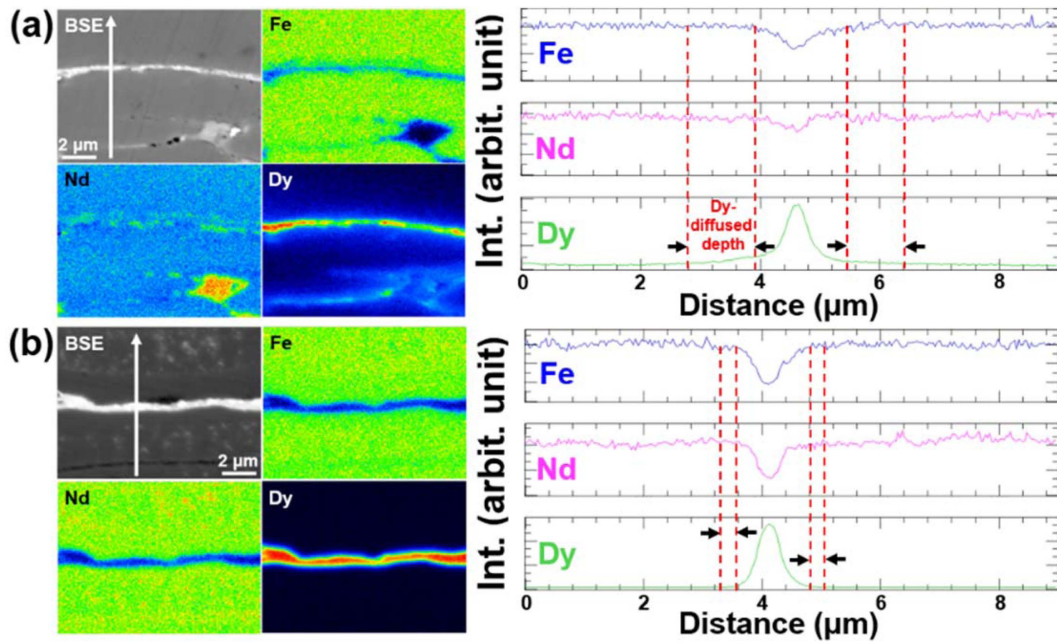 (a)
BSE
Fe
2 µm
Nd
Dy
Int. (arbit. unit)
Fe
Nd
Dy
Dy-
diffused
depth
0 2 4 6 8
Distance (µm)
(b)
BSE
Fe
2 µm
Nd
Dy
Int. (arbit. unit)
Fe
Nd
Dy
0 2 4 6 8
Distance (µm)